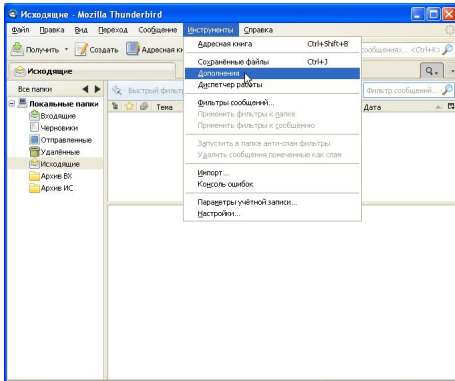 Исходящие - Mozilla Thunderbird
Файл Правка Вид Переход Сообщение Инструменты Справка
Получить Создать Адресная сообщениях... <Ctrl+K>
Исходящие
Все папки
Быстрый фильтр
Фильтр сообщений...
Тема Дата
Локальные папки
Входящие
Черновики
Отправленные
Удалённые
Исходящие
Архив ВХ
Архив ИС
Адресная книга Ctrl+Shift+B
Сохранённые файлы Ctrl+J
Дополнения
Диспетчер работы
Фильтры сообщений...
Применить фильтры к папке
Применить фильтры к сообщению
Запустить в папке анти-спам фильтры
Удалить сообщения помеченные как спам
Импорт...
Консоль ошибок
Параметры учётной записи...
Настройки...